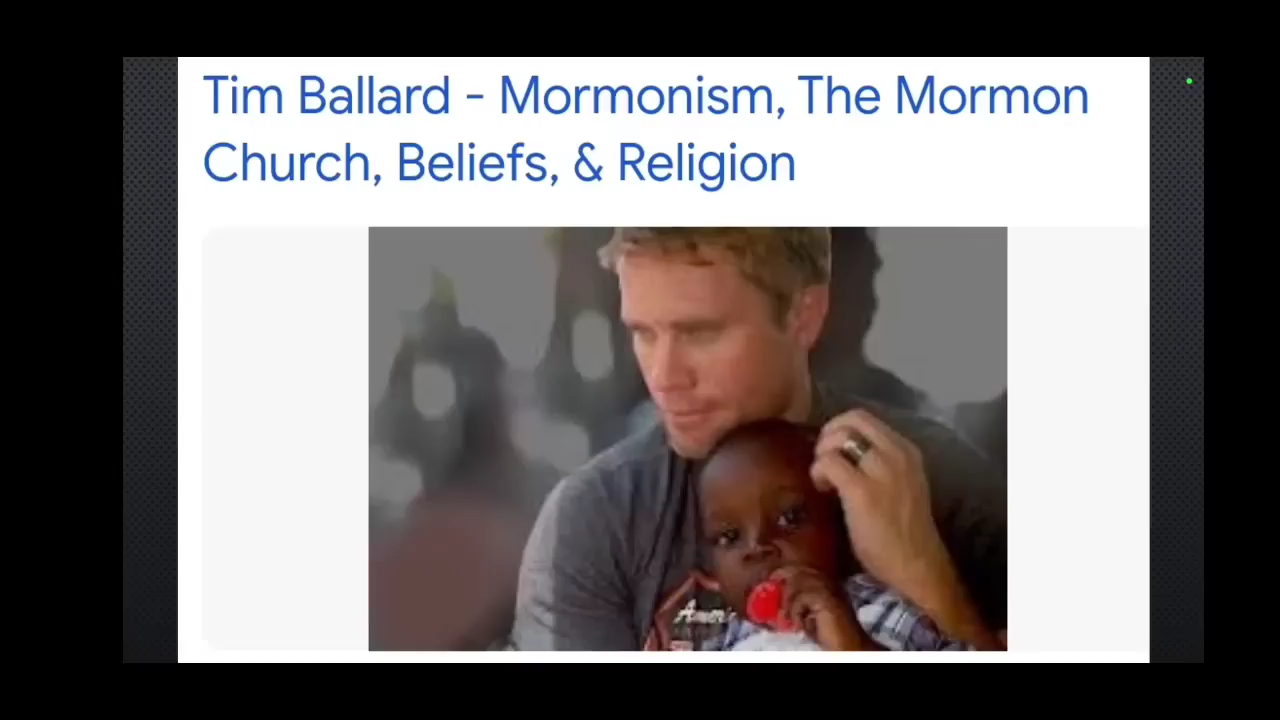 Tim Ballard - Mormonism, The Mormon
Church, Beliefs, & Religion